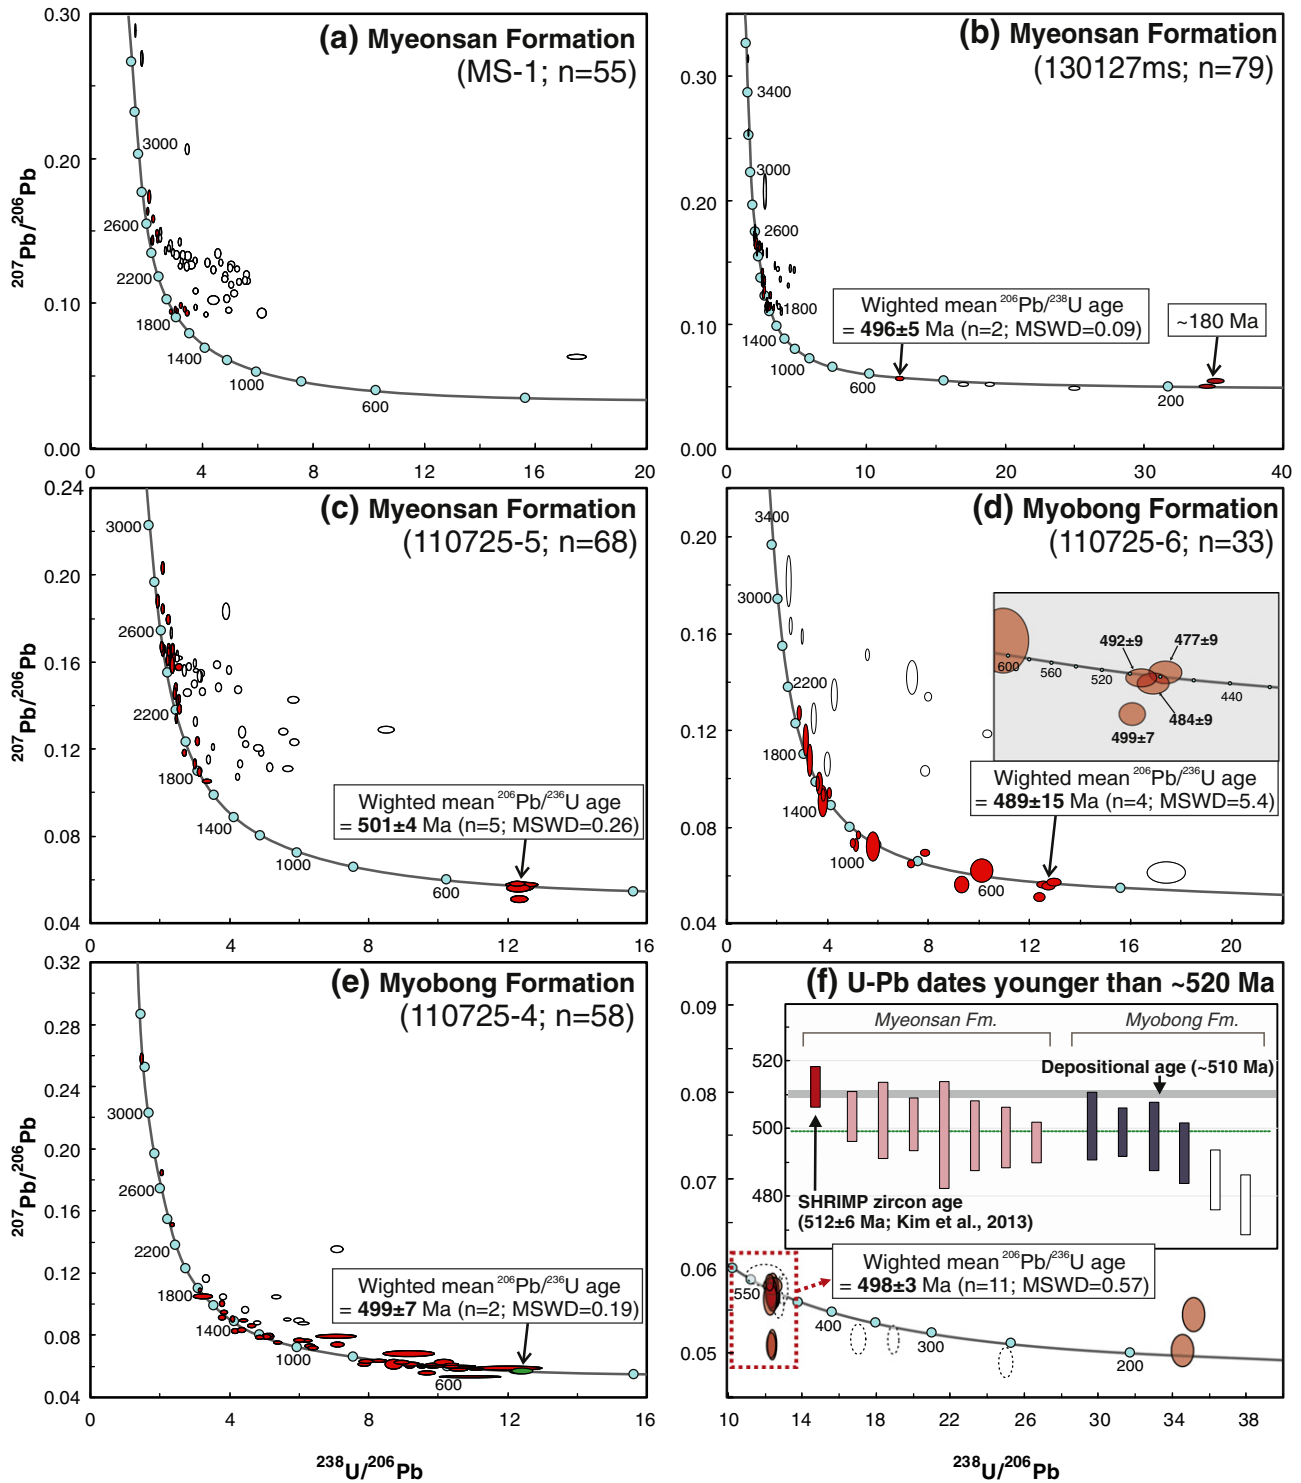 (a) Myeonsan Formation
(MS-1; n=55)
0.30
0.20
0.10
0.00
207Pb/206Pb
3000
2600
2200
1800
1400
1000
600
0 4 8 12 16 20
(b) Myeonsan Formation
(130127ms; n=79)
0.30
0.20
0.10
0.00
3400
3000
2600
1800
1400
1000
600
200
Wighted mean 206Pb/238U age
= 496±5 Ma (n=2; MSWD=0.09)
~180 Ma
0 10 20 30 40
(c) Myeonsan Formation
(110725-5; n=68)
0.24
0.20
0.16
0.12
0.08
0.04
207Pb/206Pb
3000
2600
2200
1800
1400
1000
600
Wighted mean 206Pb/236U age
= 501±4 Ma (n=5; MSWD=0.26)
0 4 8 12 16
(d) Myobong Formation
(110725-6; n=33)
0.20
0.16
0.12
0.08
0.04
3400
3000
2200
1800
1400
1000
600
492±9 477±9
600 560 520 440
484±9
499±7
Wighted mean 206Pb/236U age
= 489±15 Ma (n=4; MSWD=5.4)
0 4 8 12 16 20
(e) Myobong Formation
(110725-4; n=58)
0.32
0.28
0.24
0.20
0.16
0.12
0.08
0.04
207Pb/206Pb
3000
2600
2200
1800
1400
1000
600
Wighted mean 206Pb/236U age
= 499±7 Ma (n=2; MSWD=0.19)
0 4 8 12 16
238U/206Pb
(f) U-Pb dates younger than ~520 Ma
0.09
0.08
0.07
0.06
0.05
Myeonsan Fm. Myobong Fm.
520
500
480
Depositional age (~510 Ma)
SHRIMP zircon age
(512±6 Ma; Kim et al., 2013)
Wighted mean 206Pb/236U age
= 498±3 Ma (n=11; MSWD=0.57)
550
400
300
200
10 14 18 22 26 30 34 38
238U/206Pb